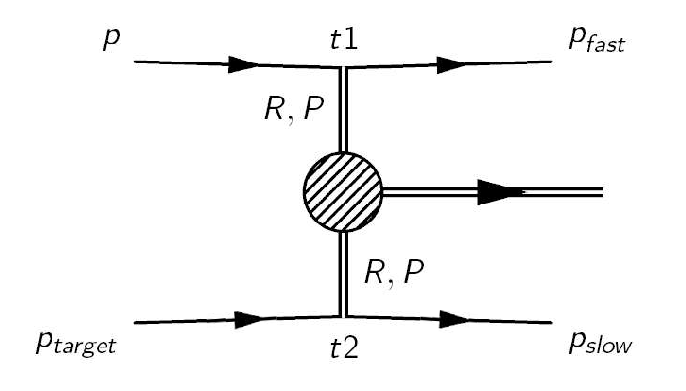 p t1 p_fast
R, P
R, P
p_target t2 p_slow